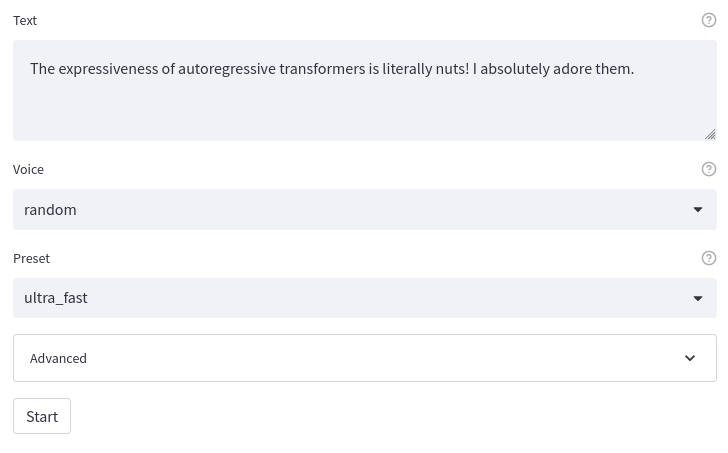 Text
The expressiveness of autoregressive transformers is literally nuts! I absolutely adore them.
Voice
random
Preset
ultra_fast
Advanced
Start